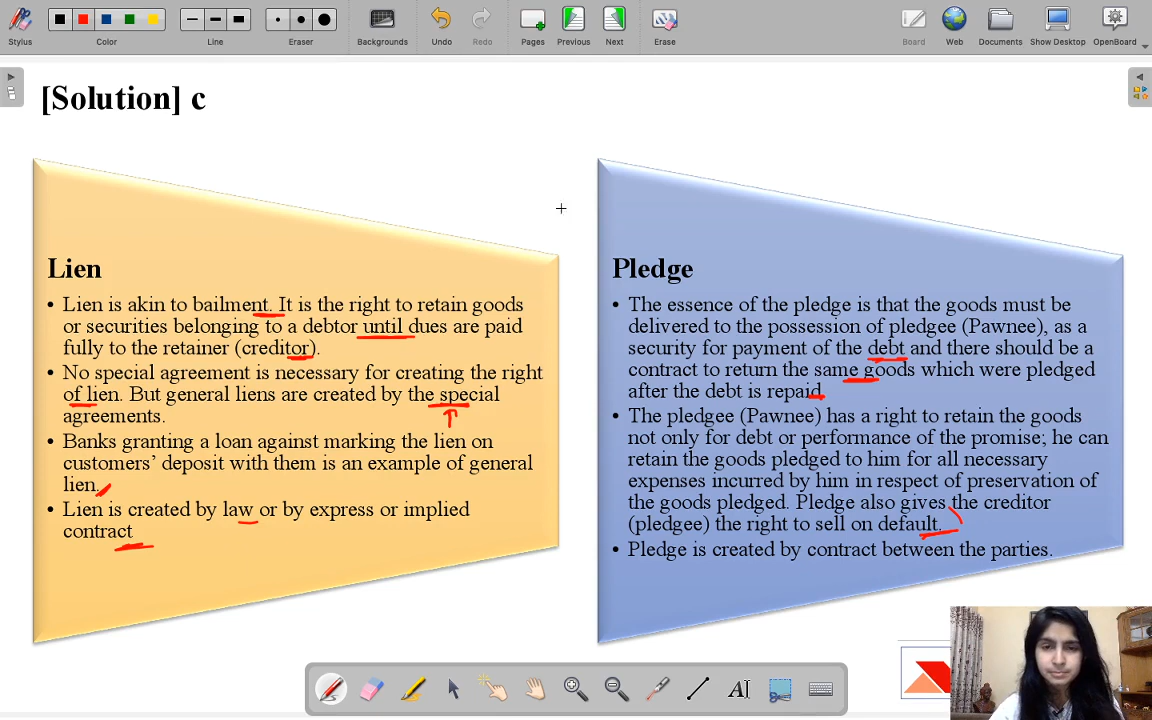 Stylus
Color
Line
Eraser
Backgrounds
Undo
Redo
Pages
Previous
Next
Erase
Board
Web
Documents
Show Desktop
OpenBoard
[Solution] c
Lien
• Lien is akin to bailment. It is the right to retain goods
or securities belonging to a debtor until dues are paid
fully to the retainer (creditor).
• No special agreement is necessary for creating the right
of lien. But general liens are created by the special
agreements.
• Banks granting a loan against marking the lien on
customers’ deposit with them is an example of general
lien.
• Lien is created by law or by express or implied
contract
Pledge
• The essence of the pledge is that the goods must be
delivered to the possession of pledgee (Pawnee), as a
security for payment of the debt and there should be a
contract to return the same goods which were pledged
after the debt is repaid.
• The pledgee (Pawnee) has a right to retain the goods
not only for debt or performance of the promise; he can
retain the goods pledged to him for all necessary
expenses incurred by him in respect of preservation of
the goods pledged. Pledge also gives the creditor
(pledgee) the right to sell on default.
• Pledge is created by contract between the parties.